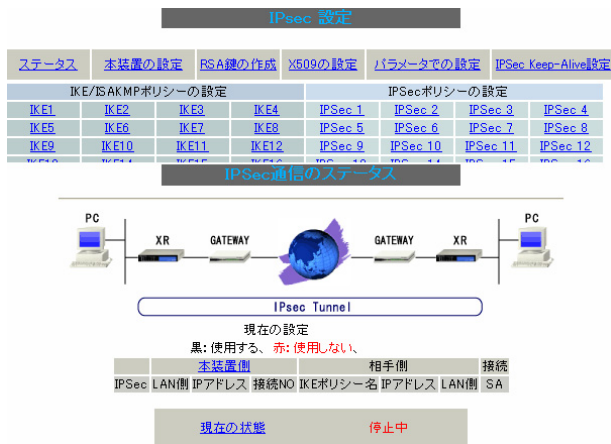 IPsec 設定
ステータス 本装置の設定 RSA鍵の作成 X509の設定 パラメータでの設定 IPSec Keep-Alive設定
IKE/ISAKMPポリシーの設定 IPSecポリシーの設定
IKE1 IKE2 IKE3 IKE4 IPSec 1 IPSec 2 IPSec 3 IPSec 4
IKE5 IKE6 IKE7 IKE8 IPSec 5 IPSec 6 IPSec 7 IPSec 8
IKE9 IKE10 IKE11 IKE12 IPSec 9 IPSec 10 IPSec 11 IPSec 12
IPSec通信のステータス
PC XR GATEWAY GATEWAY XR PC
IPsec Tunnel
現在の設定
黒:使用する、 赤:使用しない、
本装置側 相手側 接続
IPSec LAN側 IPアドレス 接続NO IKEポリシー名 IPアドレス LAN側 SA
現在の状態 停止中